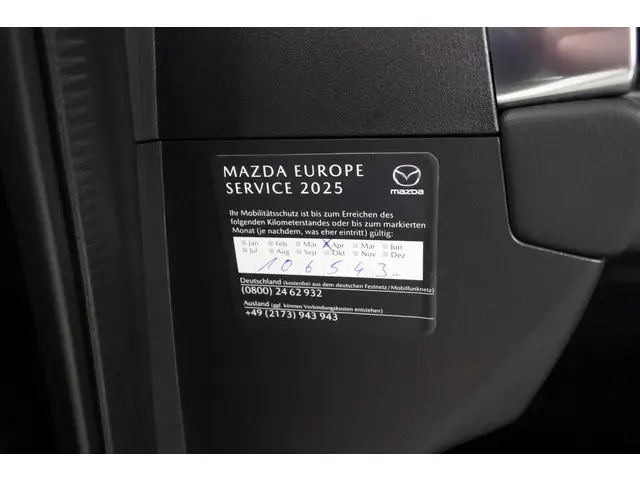 MAZDA EUROPE
SERVICE 2025
mazda
Ihr Mobilitätsschutz ist bis zum Erreichen des
folgenden Kilometerstandes oder bis zum markierten
Monat (je nachdem, was eher eintritt) gültig:
Jan Feb Mär Apr Mai Jun
Jul Aug Sep Okt Nov Dez
106543
Deutschland (kostenfrei aus dem deutschen Festnetz/Mobilfunknetz)
(0800) 24 62 932
Ausland (ggf. können Verbindungskosten entstehen)
+49 (2173) 943 943